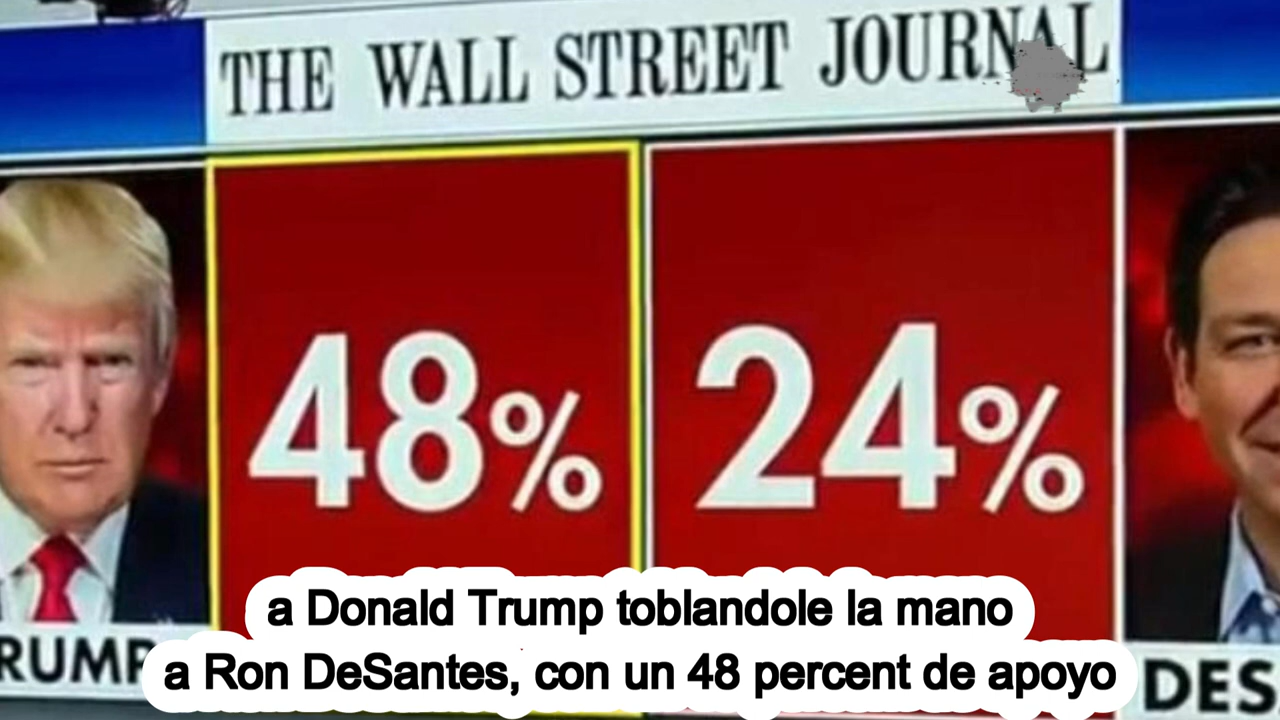 THE WALL STREET JOURNAL
48% 24%
RUMP DES
a Donald Trump toblandole la mano
a Ron DeSantes, con un 48 percent de apoyo